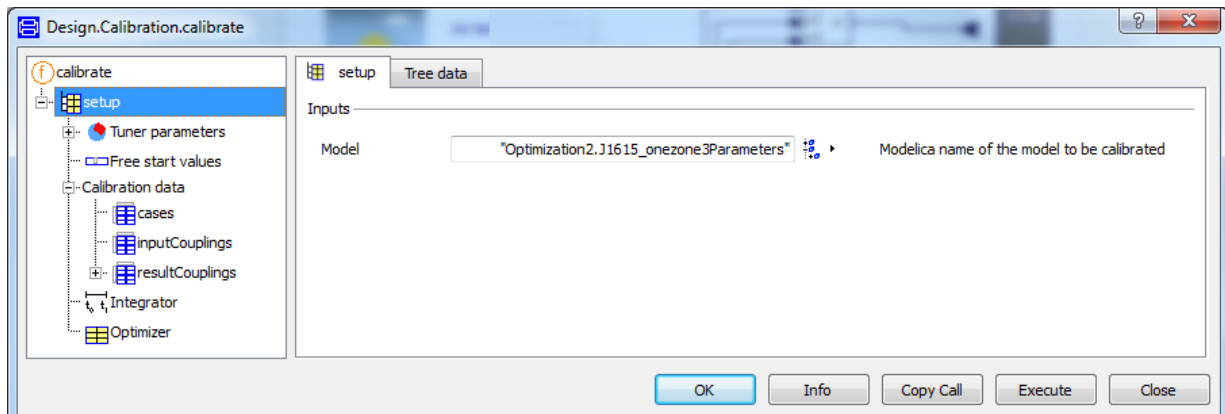 Design.Calibration.calibrate
calibrate
setup
Tuner parameters
Free start values
Calibration data
cases
inputCouplings
resultCouplings
Integrator
Optimizer
setup Tree data
Inputs
Model "Optimization2.J1615_onezone3Parameters" Modelica name of the model to be calibrated
OK Info Copy Call Execute Close